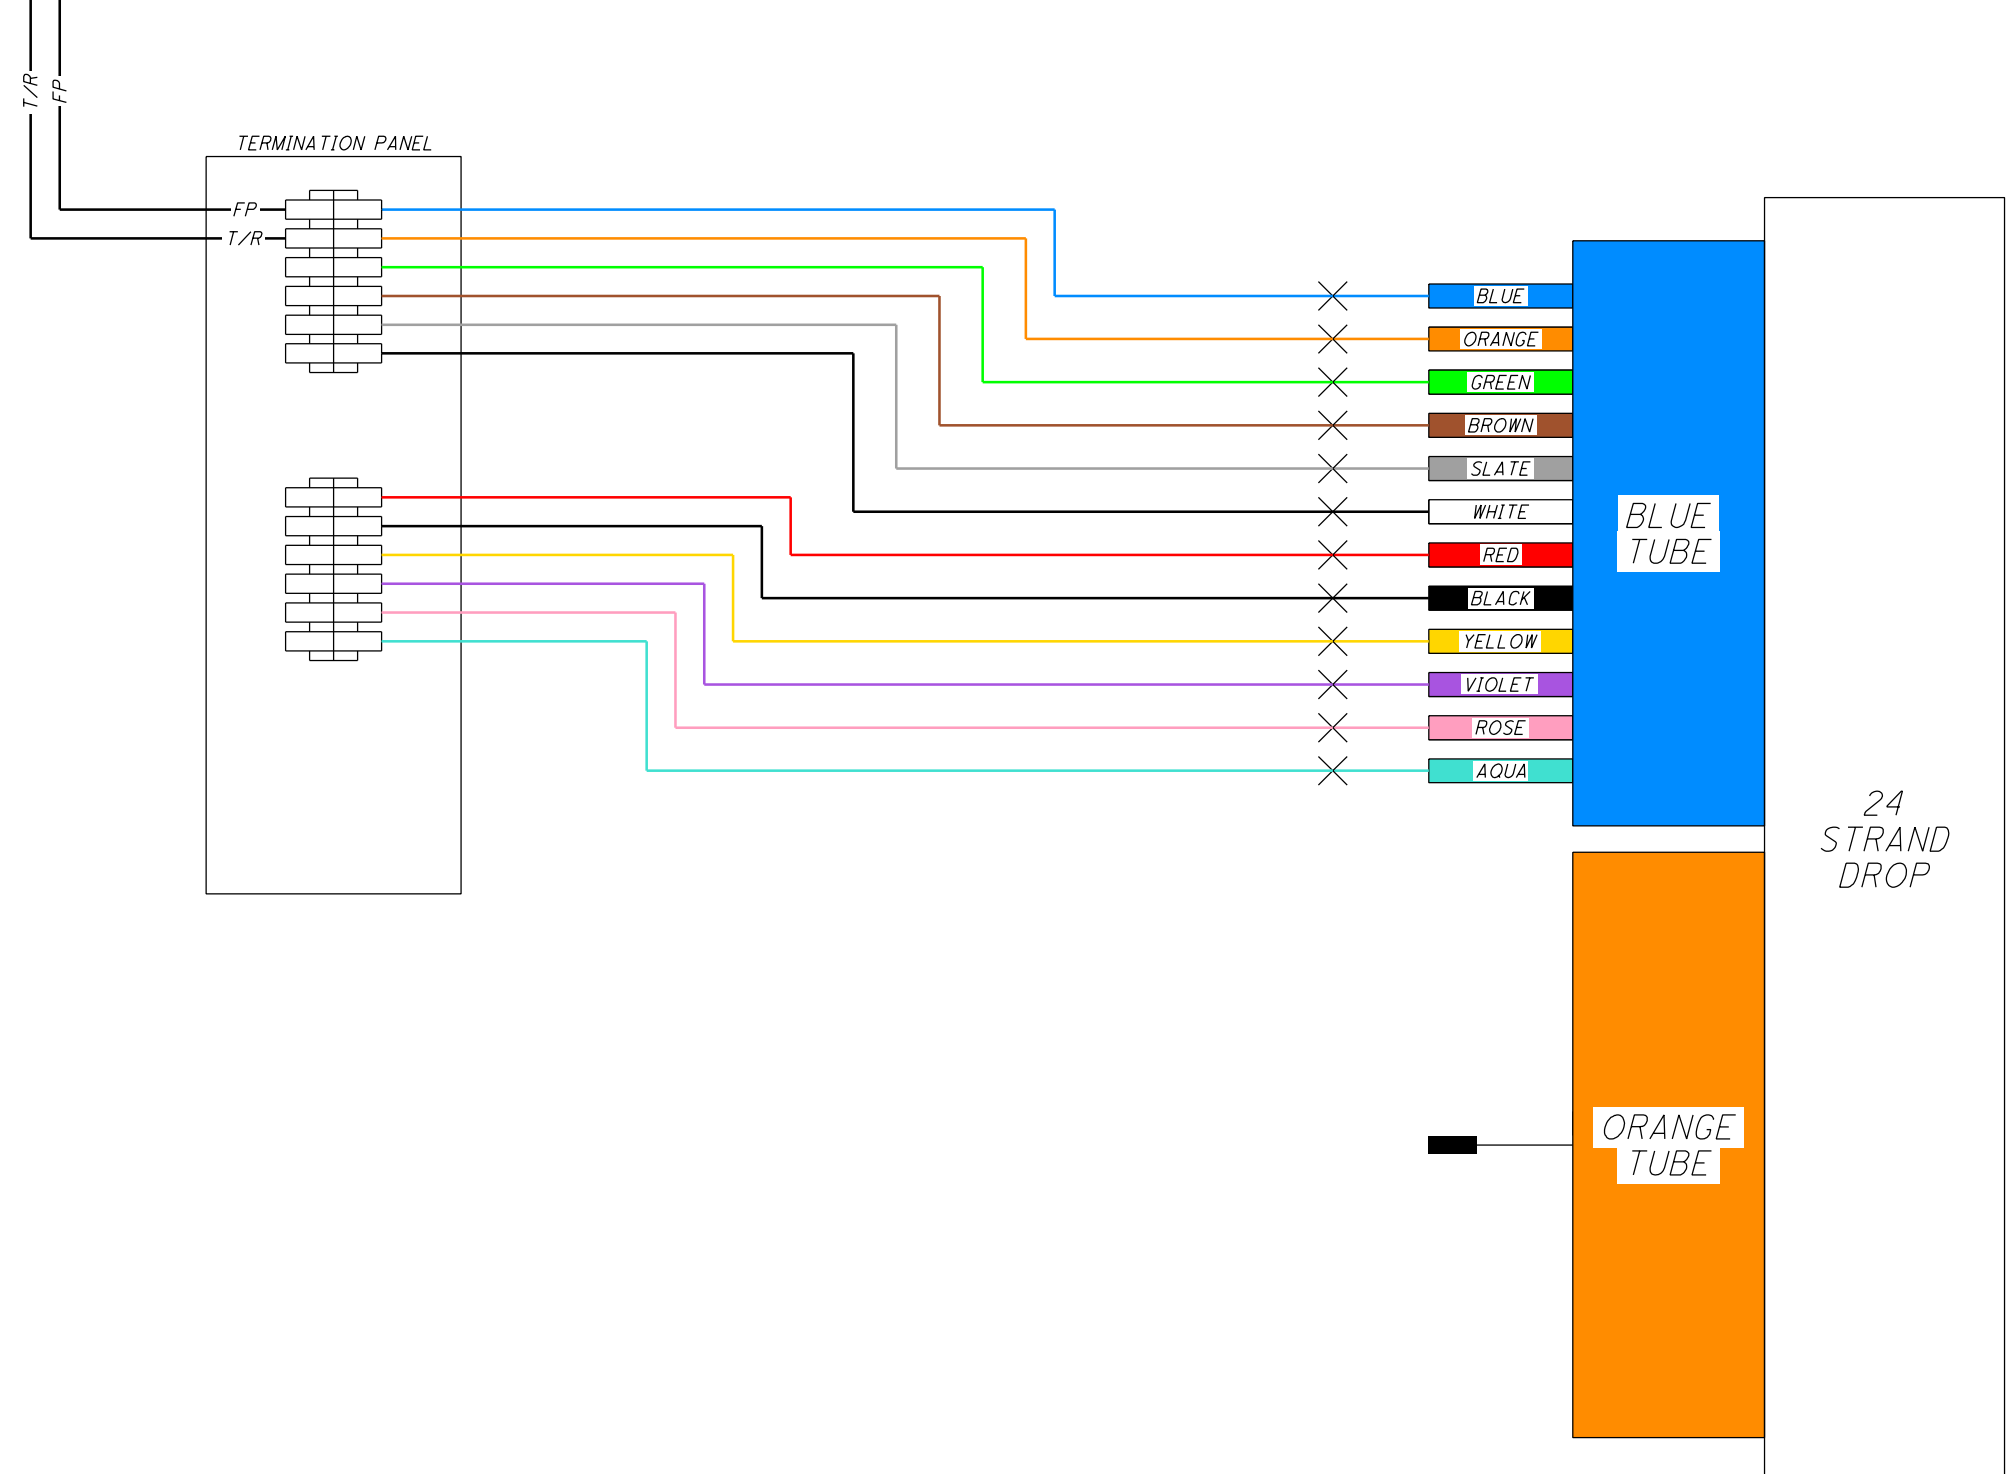 T/R
FP
TERMINATION PANEL
FP
T/R
BLUE
ORANGE
GREEN
BROWN
SLATE
WHITE
RED
BLACK
YELLOW
VIOLET
ROSE
AQUA
BLUE
TUBE
24
STRAND
DROP
ORANGE
TUBE